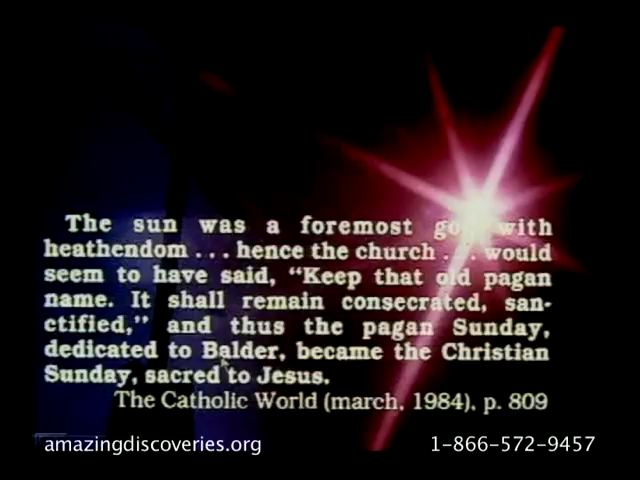 The sun was a foremost god with
heathendom . . . hence the church . . . would
seem to have said, “Keep that old pagan
name. It shall remain consecrated, san-
ctified,” and thus the pagan Sunday,
dedicated to Balder, became the Christian
Sunday, sacred to Jesus.
The Catholic World (march, 1984), p. 809
amazingdiscoveries.org 1-866-572-9457